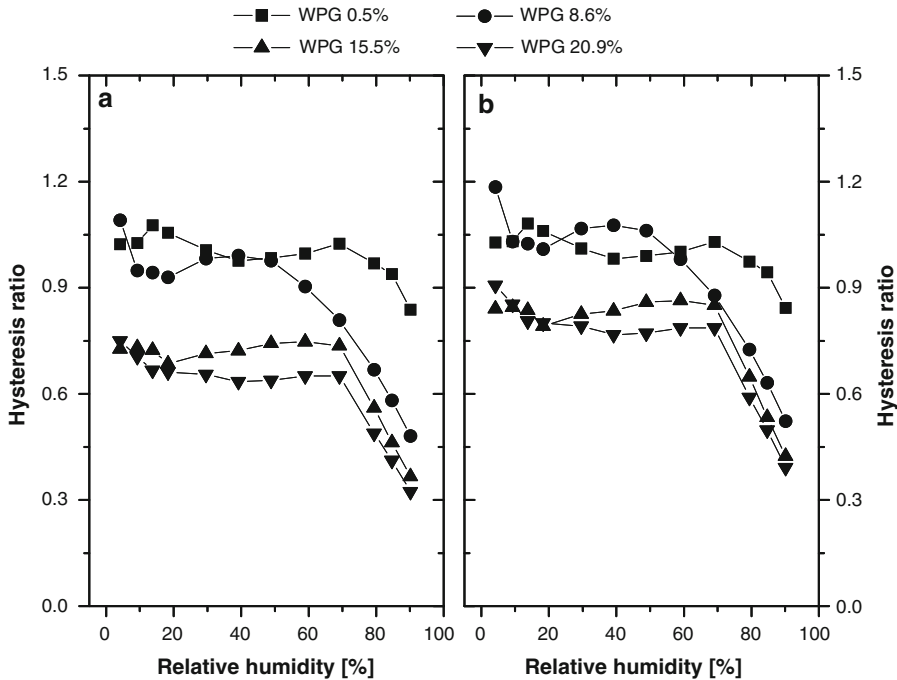 WPG 0.5% WPG 8.6%
WPG 15.5% WPG 20.9%
a
1.5
1.2
0.9
0.6
0.3
0.0
Hysteresis ratio
0 20 40 60 80 100
Relative humidity [%]
b
1.5
1.2
0.9
0.6
0.3
0.0
Hysteresis ratio
0 20 40 60 80 100
Relative humidity [%]